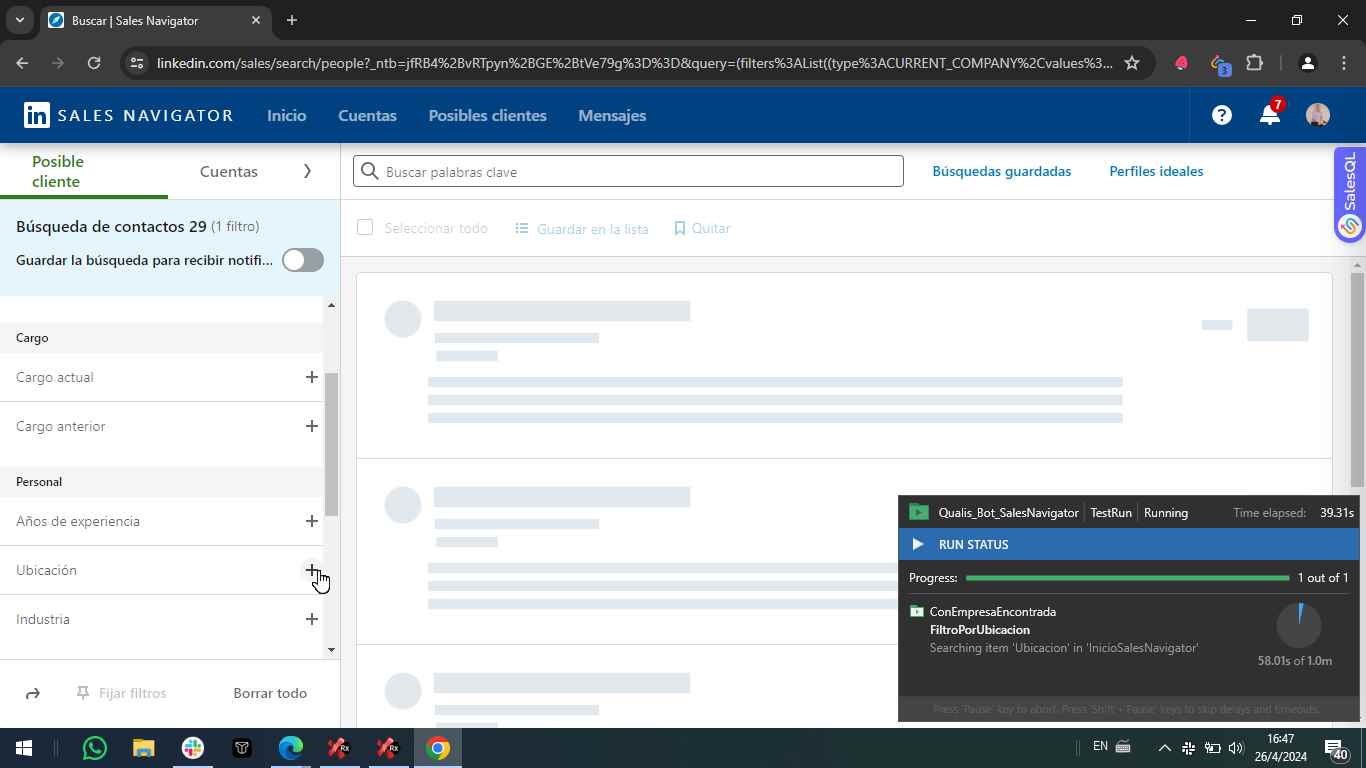 Buscar | Sales Navigator
linkedin.com/sales/search/people?_ntb=jfRB4%2BvRTpyn%2BGE%2BtVe79g%3D%3D&query=(filters%3AList((type%3ACURRENT_COMPANY%2Cvalues%3...
3
in SALES NAVIGATOR
Inicio
Cuentas
Posibles clientes
Mensajes
7
Posible
cliente
Cuentas
Buscar palabras clave
Búsquedas guardadas
Perfiles ideales
SalesQL
Búsqueda de contactos 29 (1 filtro)
Guardar la búsqueda para recibir notifi...
Seleccionar todo
Guardar en la lista
Quitar
Cargo
Cargo actual
Cargo anterior
Personal
Años de experiencia
Ubicación
Industria
Fijar filtros
Borrar todo
Qualis_Bot_SalesNavigator
TestRun
Running
Time elapsed: 39.31s
RUN STATUS
Progress:
1 out of 1
ConEmpresaEncontrada
FiltroPorUbicacion
Searching item 'Ubicacion' in 'InicioSalesNavigator'
58.01s of 1.0m
Press 'Pause' key to abort. Press 'Shift + Pause' keys to skip delays and timeouts.
Rx
Rx
EN
16:47
26/4/2024
40